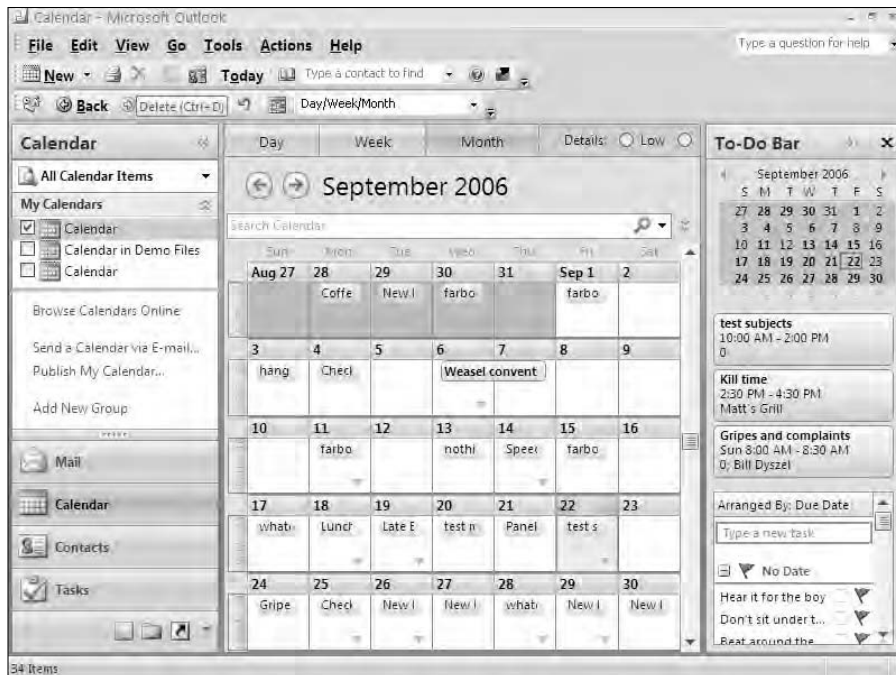 Calendar - Microsoft Outlook
File Edit View Go Tools Actions Help
Type a question for help
New Today Type a contact to find
Back Delete (Ctrl+D) Day/Week/Month
Calendar
All Calendar Items
My Calendars
Calendar
Calendar in Demo Files
Calendar
Browse Calendars Online
Send a Calendar via E-mail...
Publish My Calendar...
Add New Group
Mail
Calendar
Contacts
Tasks
Day Week Month Details: Low
September 2006
Search Calendar
Sun Mon Tue Wed Thu Fri Sat
Aug 27 28 29 30 31 Sep 1 2
Coffe New I farbo farbo
3 4 5 6 7 8 9
hang Checl Weasel convent
10 11 12 13 14 15 16
farbo nothi Speec farbo
17 18 19 20 21 22 23
what Lunch Late E test n Panel test s
24 25 26 27 28 29 30
Gripe Checl New I New I what New I New I
To-Do Bar
September 2006
S M T W T F S
27 28 29 30 31 1 2
3 4 5 6 7 8 9
10 11 12 13 14 15 16
17 18 19 20 21 22 23
24 25 26 27 28 29 30
test subjects
10:00 AM - 2:00 PM
0
Kill time
2:30 PM - 4:30 PM
Matt's Grill
Gripes and complaints
Sun 8:00 AM - 8:30 AM
0; Bill Dyszel
Arranged By: Due Date
Type a new task
No Date
Hear it for the boy
Don't sit under t...
Beat around the
34 Items